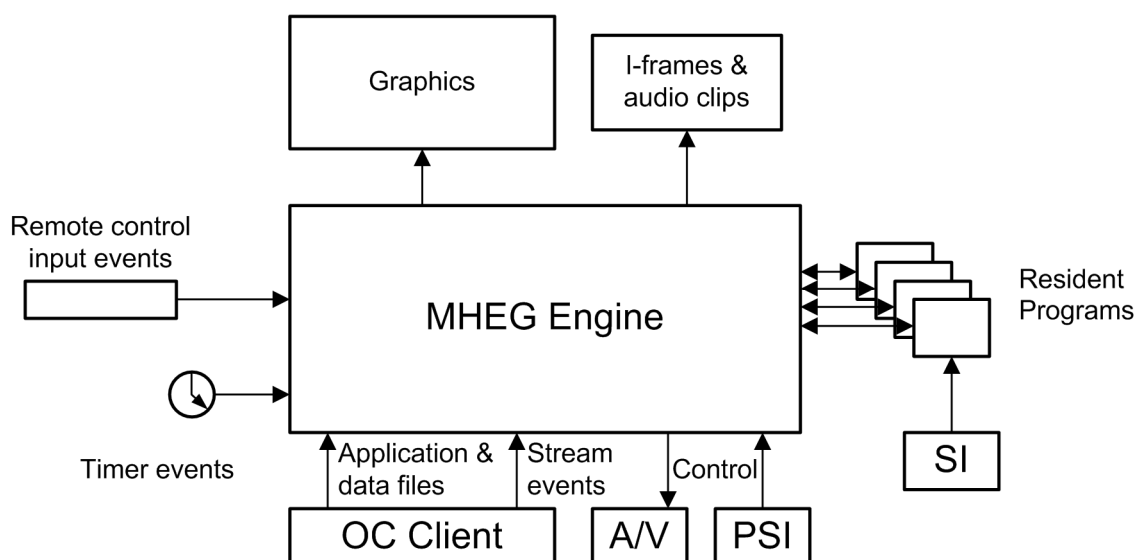 Graphics
I-frames &
audio clips
Remote control
input events
MHEG Engine
Resident
Programs
Timer events
Application &
data files
Stream
events
Control
SI
OC Client
A/V
PSI